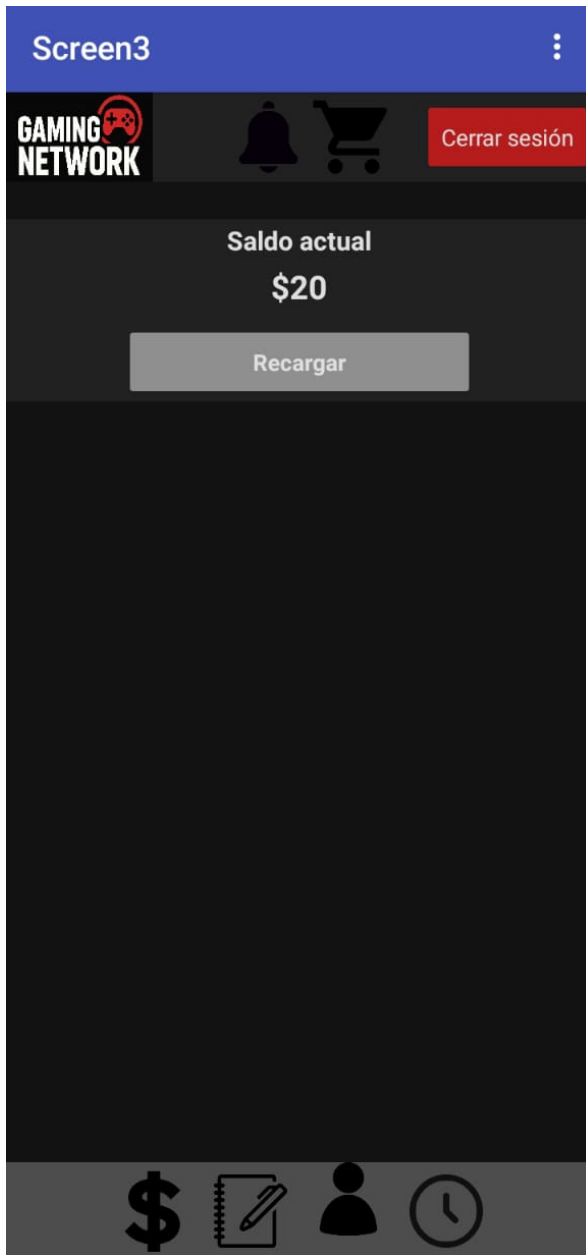 Screen3
GAMING
NETWORK
Cerrar sesión
Saldo actual
$20
Recargar